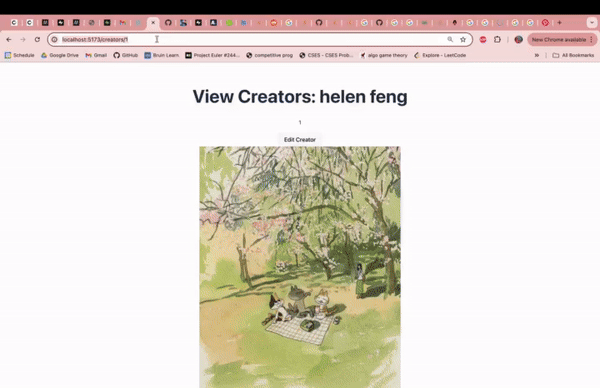 localhost:5173/creators/1
New Chrome available
Schedule
Google Drive
Gmail
GitHub
Bruin Learn
Project Euler #244...
competitive prog
CSES - CSES Prob...
algo game theory
Explore - LeetCode
All Bookmarks
View Creators: helen feng
1
Edit Creator